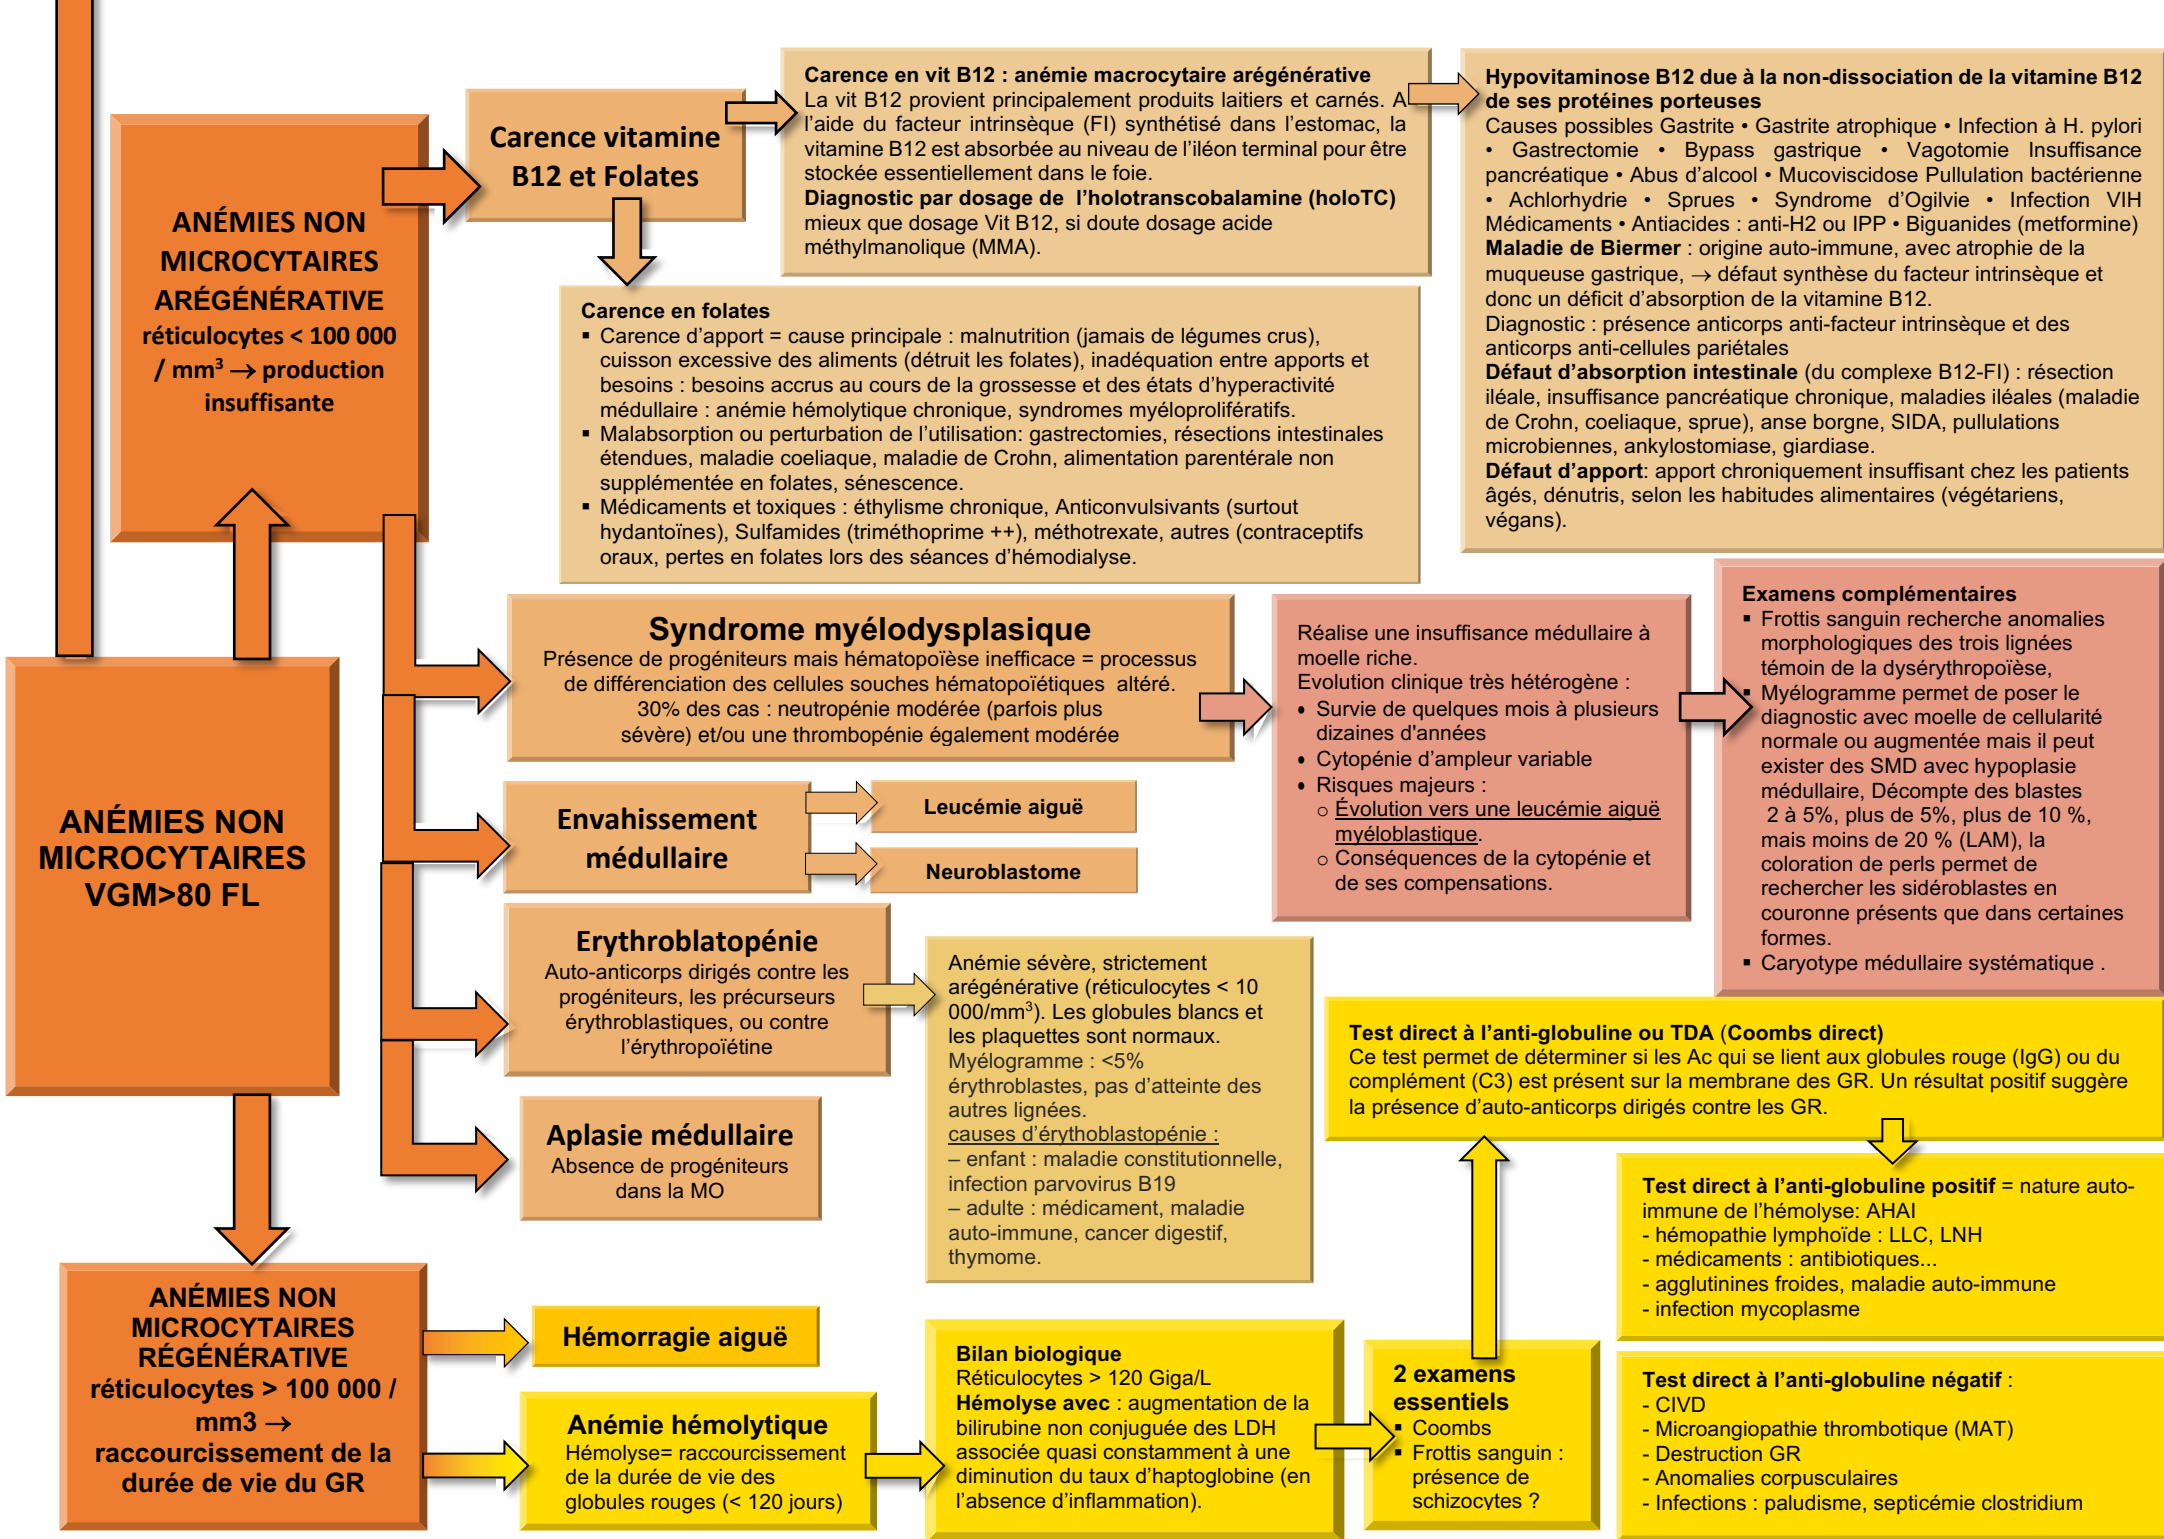 ANÉMIES NON
MICROCYTAIRES
ARÉGÉNÉRATIVE
réticulocytes < 100 000
/ mm³ → production
insuffisante
Carence vitamine
B12 et Folates
Carence en vit B12 : anémie macrocytaire arégénérative
La vit B12 provient principalement produits laitiers et carnés. A
l’aide du facteur intrinsèque (FI) synthétisé dans l’estomac, la
vitamine B12 est absorbée au niveau de l’iléon terminal pour être
stockée essentiellement dans le foie.
Diagnostic par dosage de l’holotranscobalamine (holoTC)
mieux que dosage Vit B12, si doute dosage acide
méthylmanolique (MMA).
Hypovitaminose B12 due à la non-dissociation de la vitamine B12
de ses protéines porteuses
Causes possibles Gastrite • Gastrite atrophique • Infection à H. pylori
• Gastrectomie • Bypass gastrique • Vagotomie Insuffisance
pancréatique • Abus d’alcool • Mucoviscidose Pullulation bactérienne
• Achlorhydrie • Sprues • Syndrome d’Ogilvie • Infection VIH
Médicaments • Antiacides : anti-H2 ou IPP • Biguanides (metformine)
Maladie de Biermer : origine auto-immune, avec atrophie de la
muqueuse gastrique, → défaut synthèse du facteur intrinsèque et
donc un déficit d’absorption de la vitamine B12.
Diagnostic : présence anticorps anti-facteur intrinsèque et des
anticorps anti-cellules pariétales
Défaut d’absorption intestinale (du complexe B12-FI) : résection
iléale, insuffisance pancréatique chronique, maladies iléales (maladie
de Crohn, coeliaque, sprue), anse borgne, SIDA, pullulations
microbiennes, ankylostomiase, giardiase.
Défaut d’apport: apport chroniquement insuffisant chez les patients
âgés, dénutris, selon les habitudes alimentaires (végétariens,
végans).
Carence en folates
▪ Carence d’apport = cause principale : malnutrition (jamais de légumes crus),
cuisson excessive des aliments (détruit les folates), inadéquation entre apports et
besoins : besoins accrus au cours de la grossesse et des états d’hyperactivité
médullaire : anémie hémolytique chronique, syndromes myéloprolifératifs.
▪ Malabsorption ou perturbation de l’utilisation: gastrectomies, résections intestinales
étendues, maladie coeliaque, maladie de Crohn, alimentation parentérale non
supplémentée en folates, sénescence.
▪ Médicaments et toxiques : éthylisme chronique, Anticonvulsivants (surtout
hydantoïnes), Sulfamides (triméthoprime ++), méthotrexate, autres (contraceptifs
oraux, pertes en folates lors des séances d’hémodialyse.
Syndrome myélodysplasique
Présence de progéniteurs mais hématopoïèse inefficace = processus
de différenciation des cellules souches hématopoïétiques altéré.
30% des cas : neutropénie modérée (parfois plus
sévère) et/ou une thrombopénie également modérée
Réalise une insuffisance médullaire à
moelle riche.
Evolution clinique très hétérogène :
• Survie de quelques mois à plusieurs
dizaines d'années
• Cytopénie d’ampleur variable
• Risques majeurs :
○ Évolution vers une leucémie aiguë
myéloblastique.
○ Conséquences de la cytopénie et
de ses compensations.
Examens complémentaires
▪ Frottis sanguin recherche anomalies
morphologiques des trois lignées
témoin de la dysérythropoïèse,
▪ Myélogramme permet de poser le
diagnostic avec moelle de cellularité
normale ou augmentée mais il peut
exister des SMD avec hypoplasie
médullaire, Décompte des blastes
2 à 5%, plus de 5%, plus de 10 %,
mais moins de 20 % (LAM), la
coloration de perls permet de
rechercher les sidéroblastes en
couronne présents que dans certaines
formes.
▪ Caryotype médullaire systématique .
ANÉMIES NON
MICROCYTAIRES
VGM>80 FL
Envahissement
médullaire
Leucémie aiguë
Neuroblastome
Erythroblatopénie
Auto-anticorps dirigés contre les
progéniteurs, les précurseurs
érythroblastiques, ou contre
l’érythropoïétine
Anémie sévère, strictement
arégénérative (réticulocytes < 10
000/mm³). Les globules blancs et
les plaquettes sont normaux.
Myélogramme : <5%
érythroblastes, pas d’atteinte des
autres lignées.
causes d’érythoblastopénie :
– enfant : maladie constitutionnelle,
infection parvovirus B19
– adulte : médicament, maladie
auto-immune, cancer digestif,
thymome.
Aplasie médullaire
Absence de progéniteurs
dans la MO
Test direct à l’anti-globuline ou TDA (Coombs direct)
Ce test permet de déterminer si les Ac qui se lient aux globules rouge (IgG) ou du
complément (C3) est présent sur la membrane des GR. Un résultat positif suggère
la présence d’auto-anticorps dirigés contre les GR.
Test direct à l’anti-globuline positif = nature auto-
immune de l’hémolyse: AHAI
- hémopathie lymphoïde : LLC, LNH
- médicaments : antibiotiques...
- agglutinines froides, maladie auto-immune
- infection mycoplasme
ANÉMIES NON
MICROCYTAIRES
RÉGÉNÉRATIVE
réticulocytes > 100 000 /
mm3 →
raccourcissement de la
durée de vie du GR
Hémorragie aiguë
Anémie hémolytique
Hémolyse= raccourcissement
de la durée de vie des
globules rouges (< 120 jours)
Bilan biologique
Réticulocytes > 120 Giga/L
Hémolyse avec : augmentation de la
bilirubine non conjuguée des LDH
associée quasi constamment à une
diminution du taux d’haptoglobine (en
l’absence d’inflammation).
2 examens
essentiels
▪ Coombs
▪ Frottis sanguin :
présence de
schizocytes ?
Test direct à l’anti-globuline négatif :
- CIVD
- Microangiopathie thrombotique (MAT)
- Destruction GR
- Anomalies corpusculaires
- Infections : paludisme, septicémie clostridium